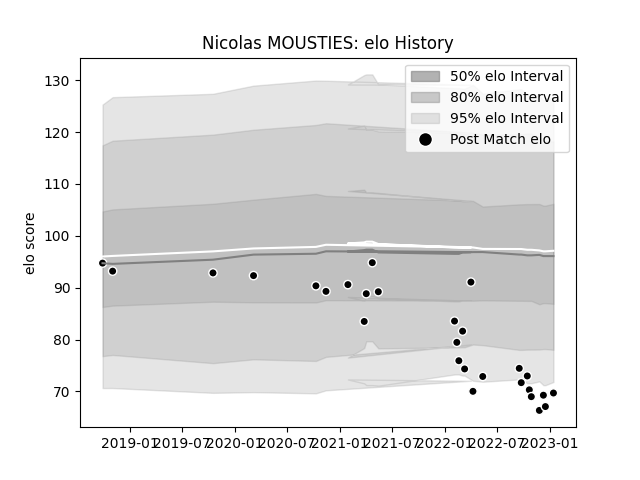 Nicolas MOUSTIES: elo History
50% elo Interval
80% elo Interval
95% elo Interval
Post Match elo
elo score
130
120
110
100
90
80
70
2019-01 2019-07 2020-01 2020-07 2021-01 2021-07 2022-01 2022-07 2023-01